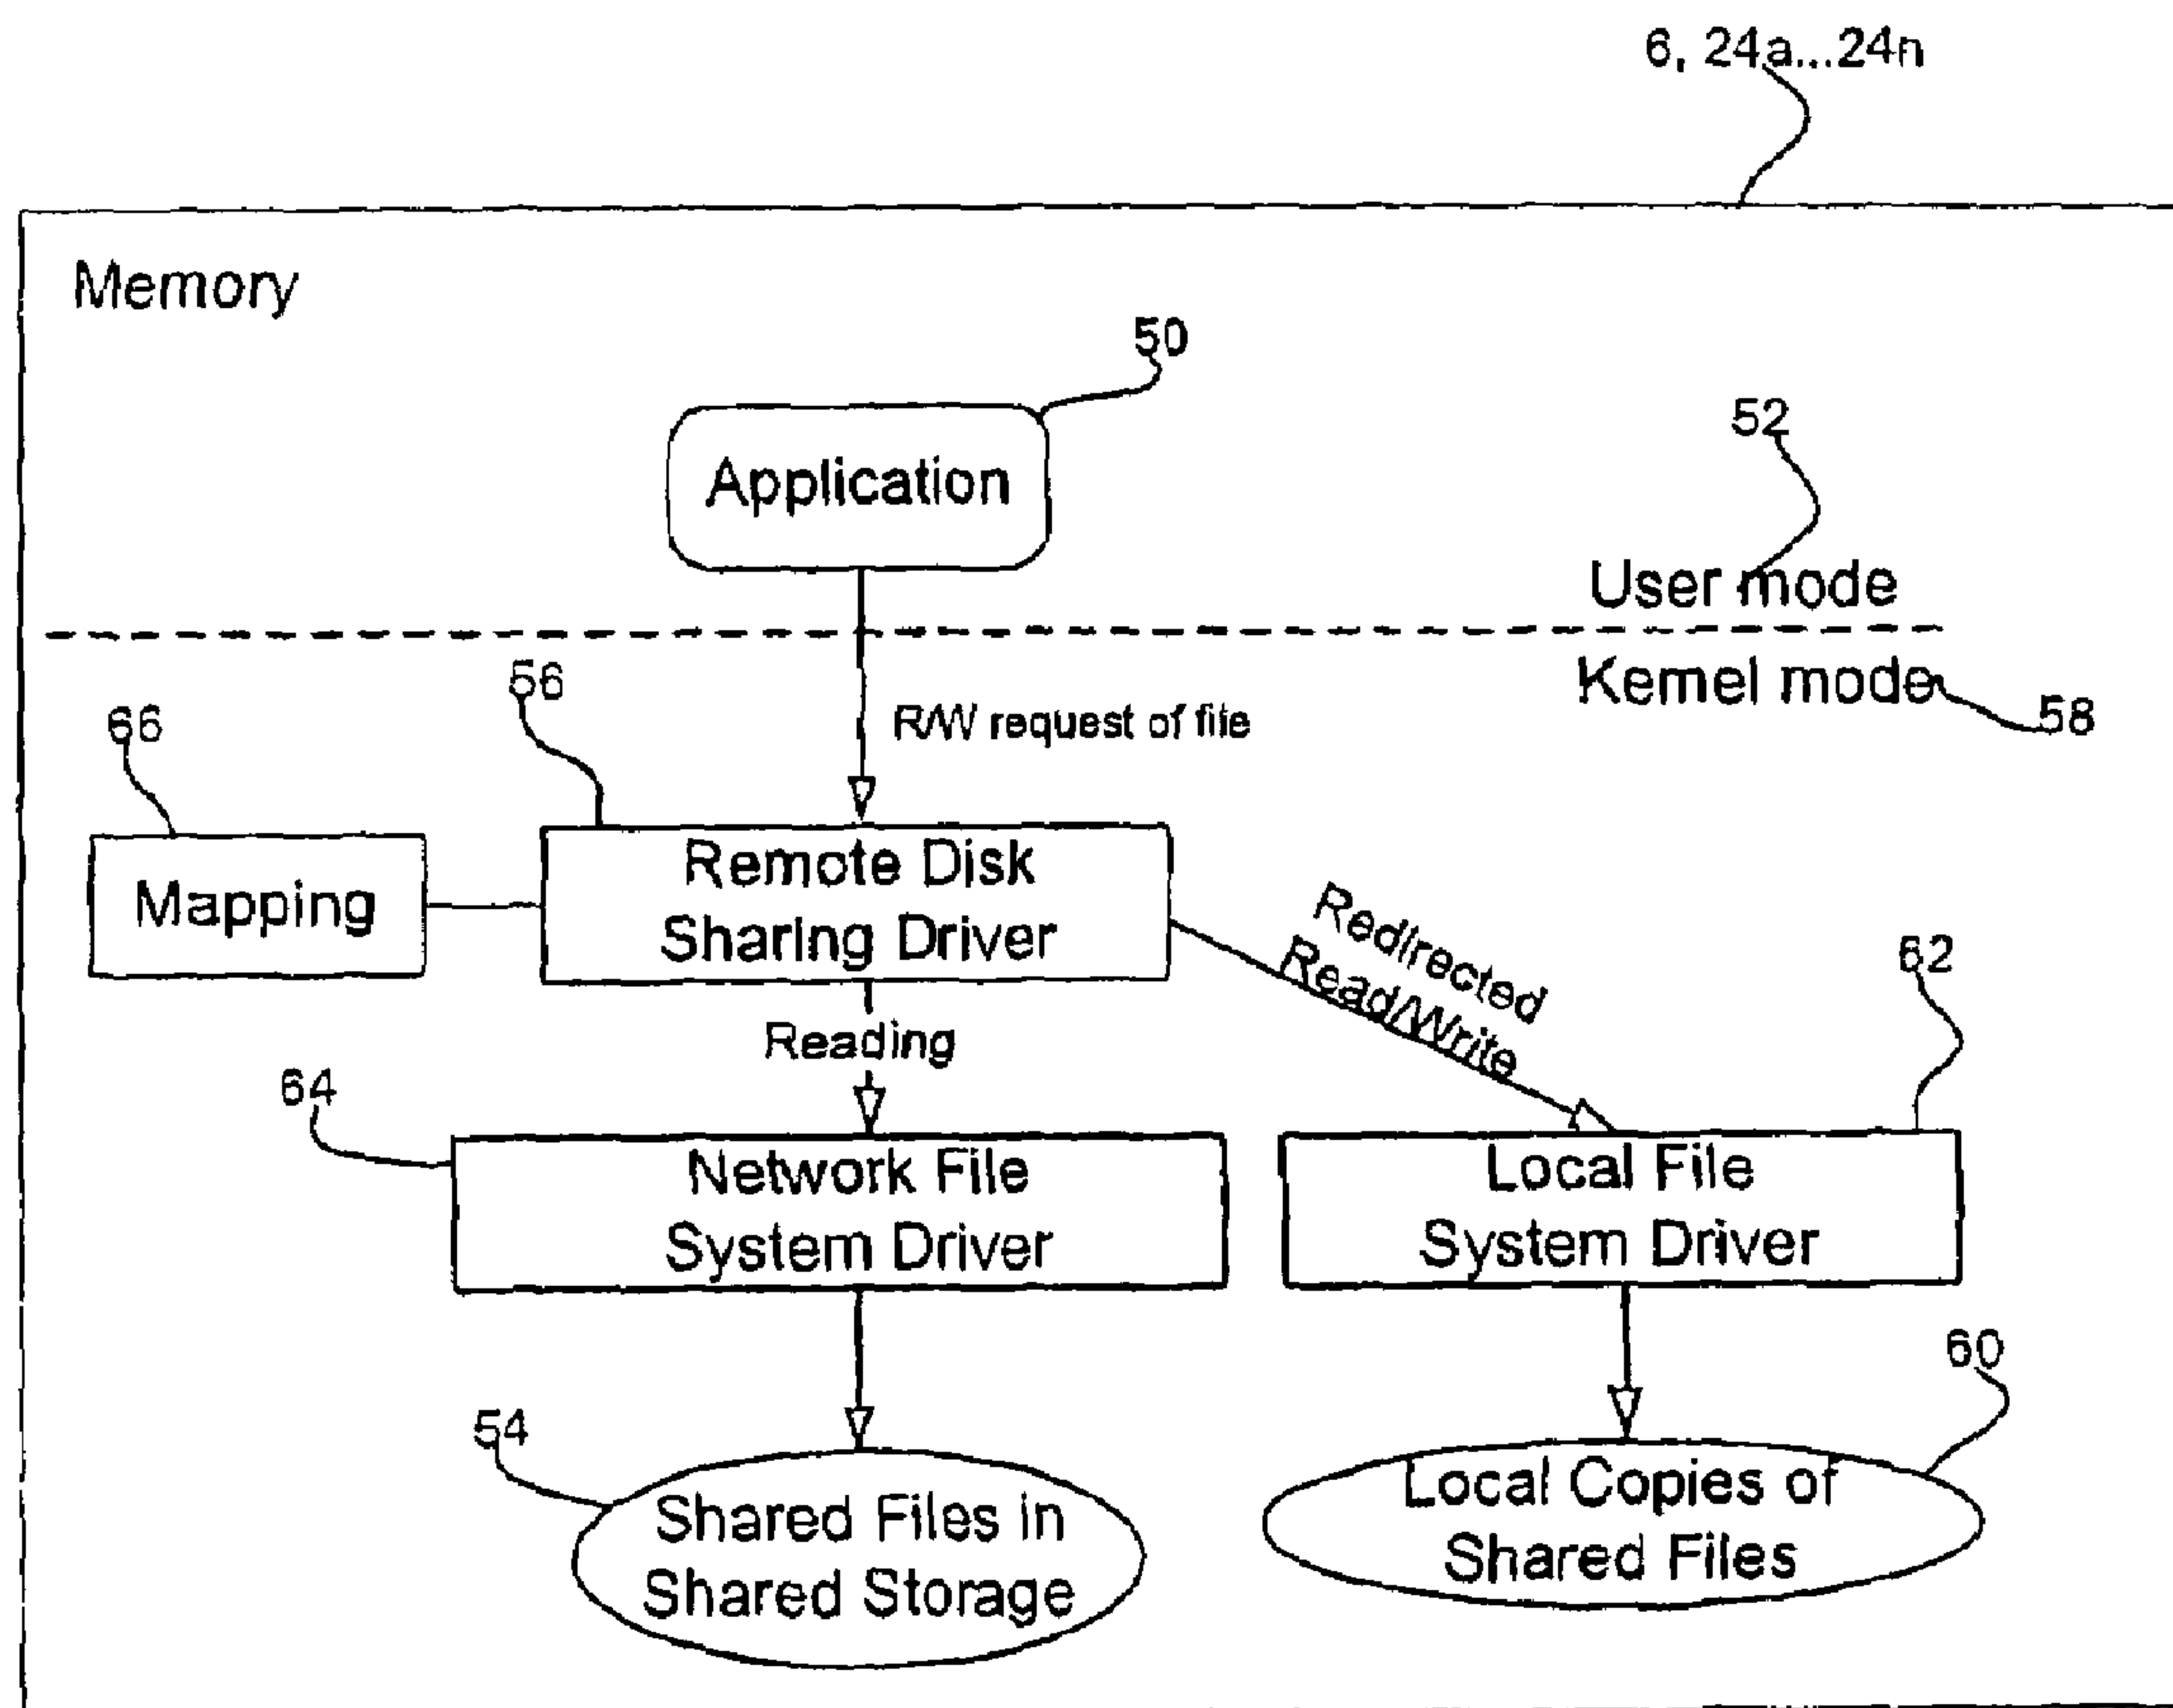 6, 24a...24n
Memory
50
Application
52
User mode
Kernel mode
58
56
R/W request of file
66
Mapping
Remote Disk
Sharing Driver
Redirected
Read/Write
62
Reading
64
Network File
System Driver
Local File
System Driver
60
54
Shared Files in
Shared Storage
Local Copies of
Shared Files